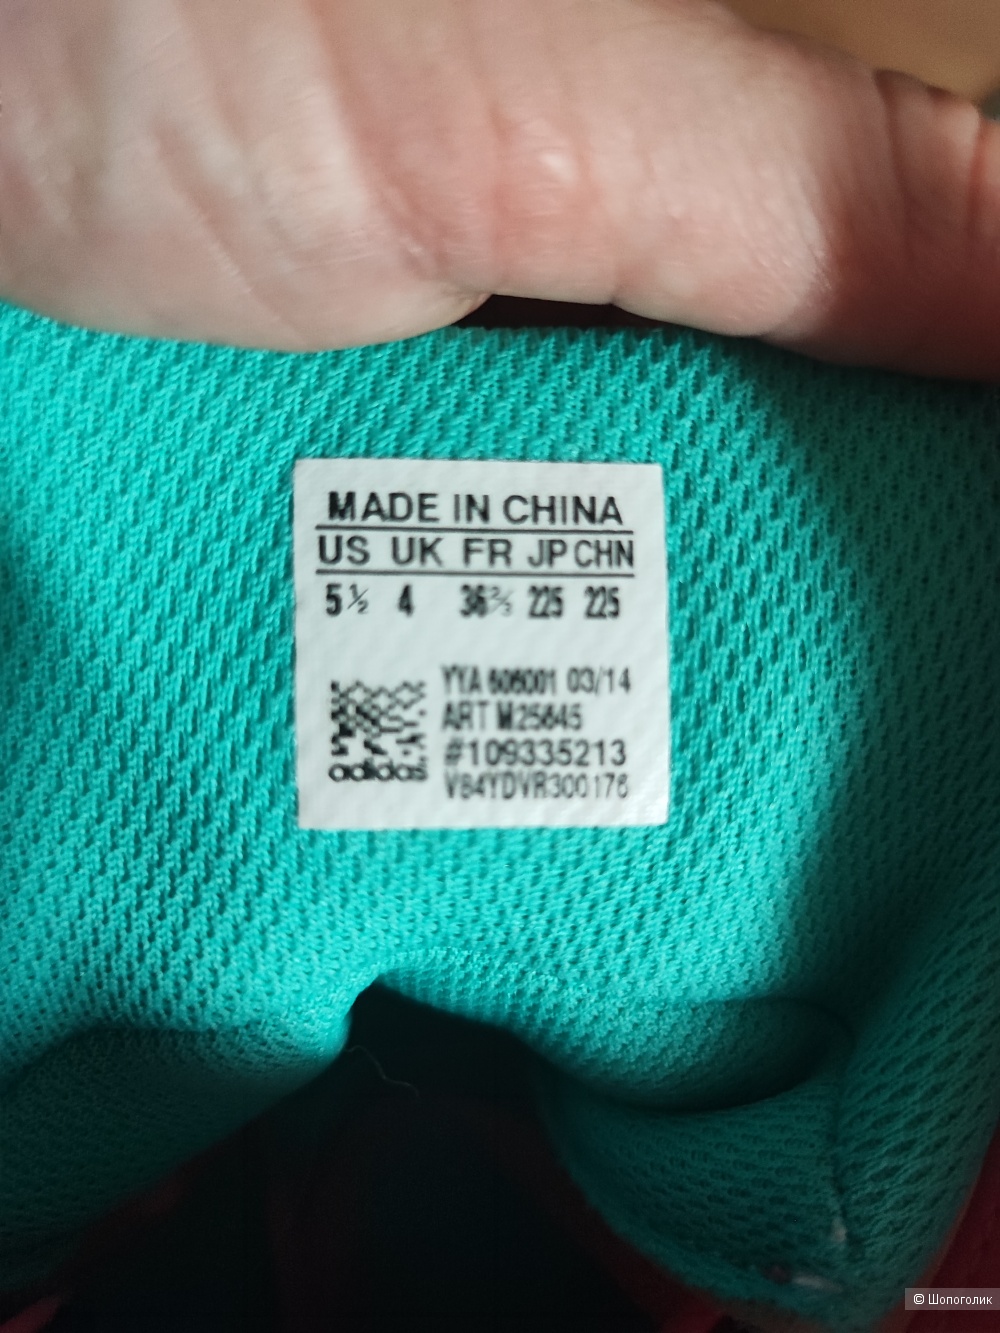 MADE IN CHINA
US UK FR JP CHN
5½ 4 36⅔ 225 225
YYA 606001 03/14
ART M25645
#109335213
V84YDVR300176
adidas
© Шопоголик